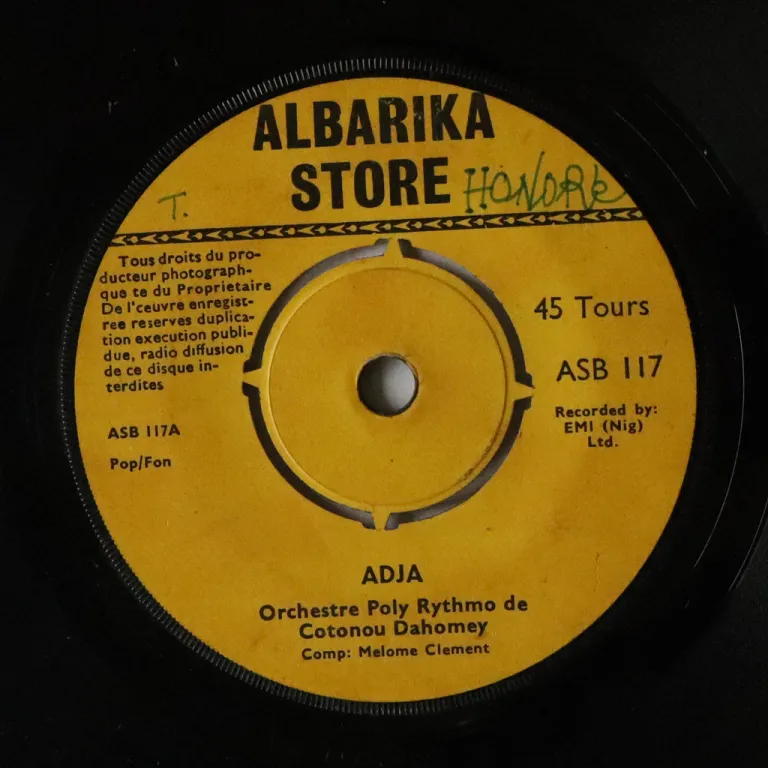 ALBARIKA
STORE HONORE
T.
Tous droits du pro-
ducteur photograph-
que te du Proprietaire
De l'œuvre enregist-
ree reserves duplica-
tion execution publi-
due, radio diffusion
de ce disque in-
terdites
ASB 117A
Pop/Fon
45 Tours
ASB 117
Recorded by:
EMI (Nig)
Ltd.
ADJA
Orchestre Poly Rythmo de
Cotonou Dahomey
Comp: Melome Clement